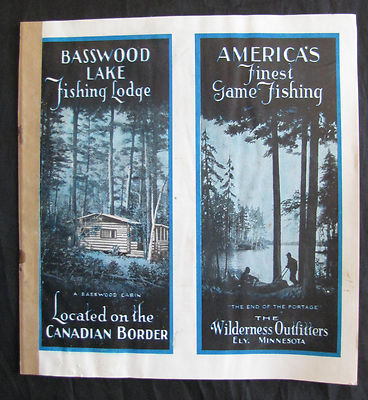 BASSWOOD
LAKE
Fishing Lodge
A BASSWOOD CABIN
Located on the
CANADIAN BORDER
AMERICA'S
Finest
Game Fishing
"THE END OF THE PORTAGE"
THE
Wilderness Outfitters
ELY, MINNESOTA